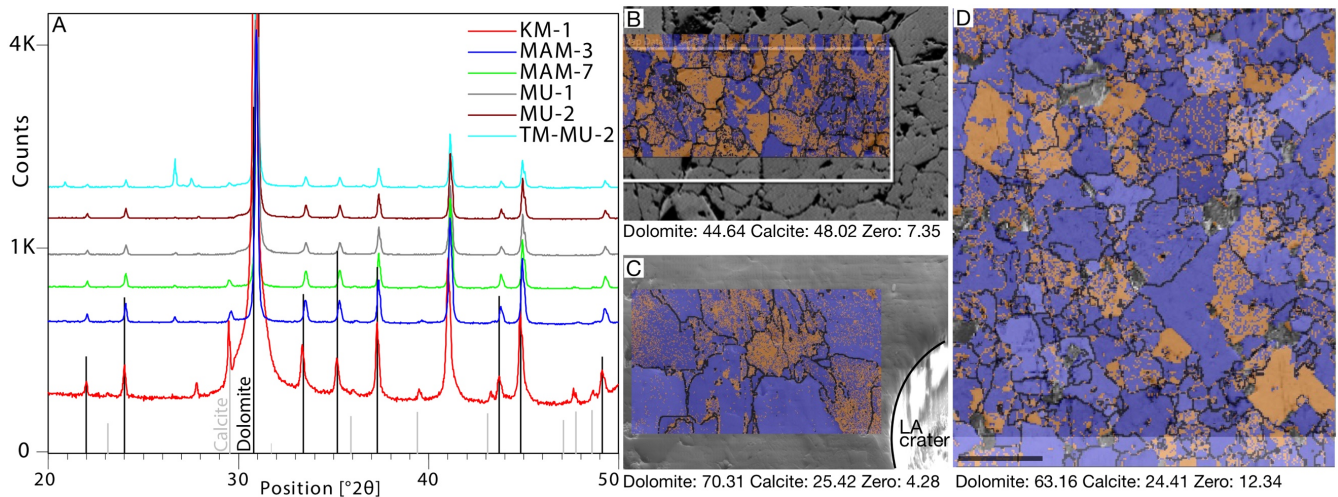 A
4K
1K
0
Counts
KM-1
MAM-3
MAM-7
MU-1
MU-2
TM-MU-2
Calcite
Dolomite
20
30
40
50
Position [°2θ]
B
Dolomite: 44.64 Calcite: 48.02 Zero: 7.35
C
LA
crater
Dolomite: 70.31 Calcite: 25.42 Zero: 4.28
D
Dolomite: 63.16 Calcite: 24.41 Zero: 12.34